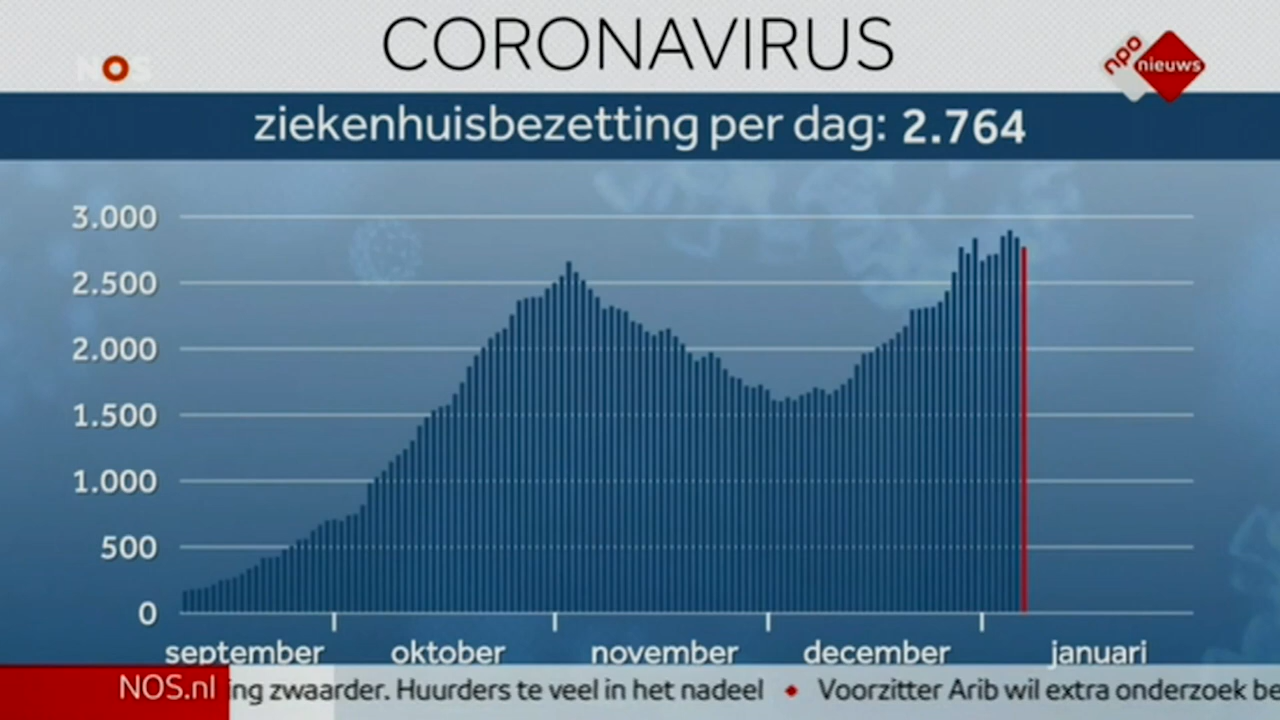 CORONAVIRUS
NOS
npo
nieuws
ziekenhuisbezetting per dag: 2.764
3.000
2.500
2.000
1.500
1.000
500
0
september oktober november december januari
NOS.nl ing zwaarder. Huurders te veel in het nadeel • Voorzitter Arib wil extra onderzoek be